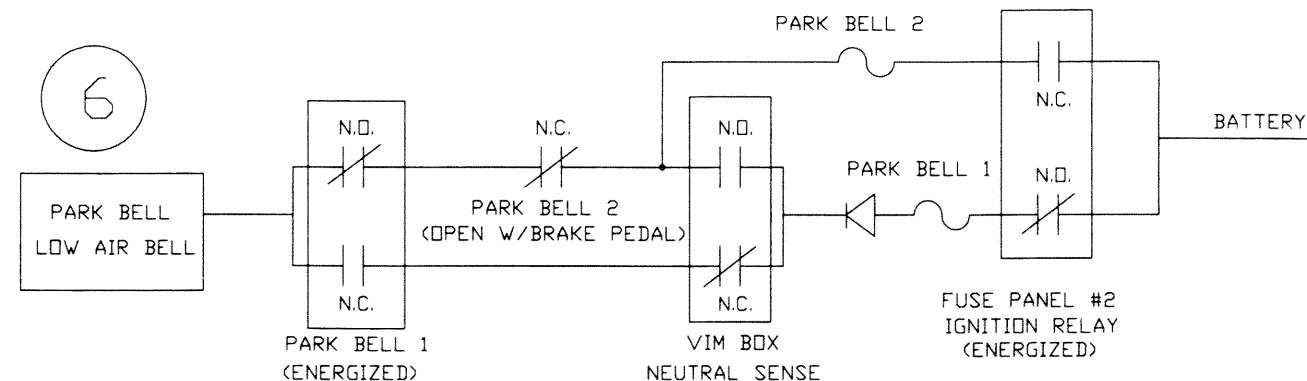 6
PARK BELL
LOW AIR BELL
N.O.
N.C.
PARK BELL 1
(ENERGIZED)
N.C.
PARK BELL 2
(OPEN W/BRAKE PEDAL)
N.O.
N.C.
VIM BOX
NEUTRAL SENSE
PARK BELL 2
PARK BELL 1
N.C.
N.O.
FUSE PANEL #2
IGNITION RELAY
(ENERGIZED)
BATTERY